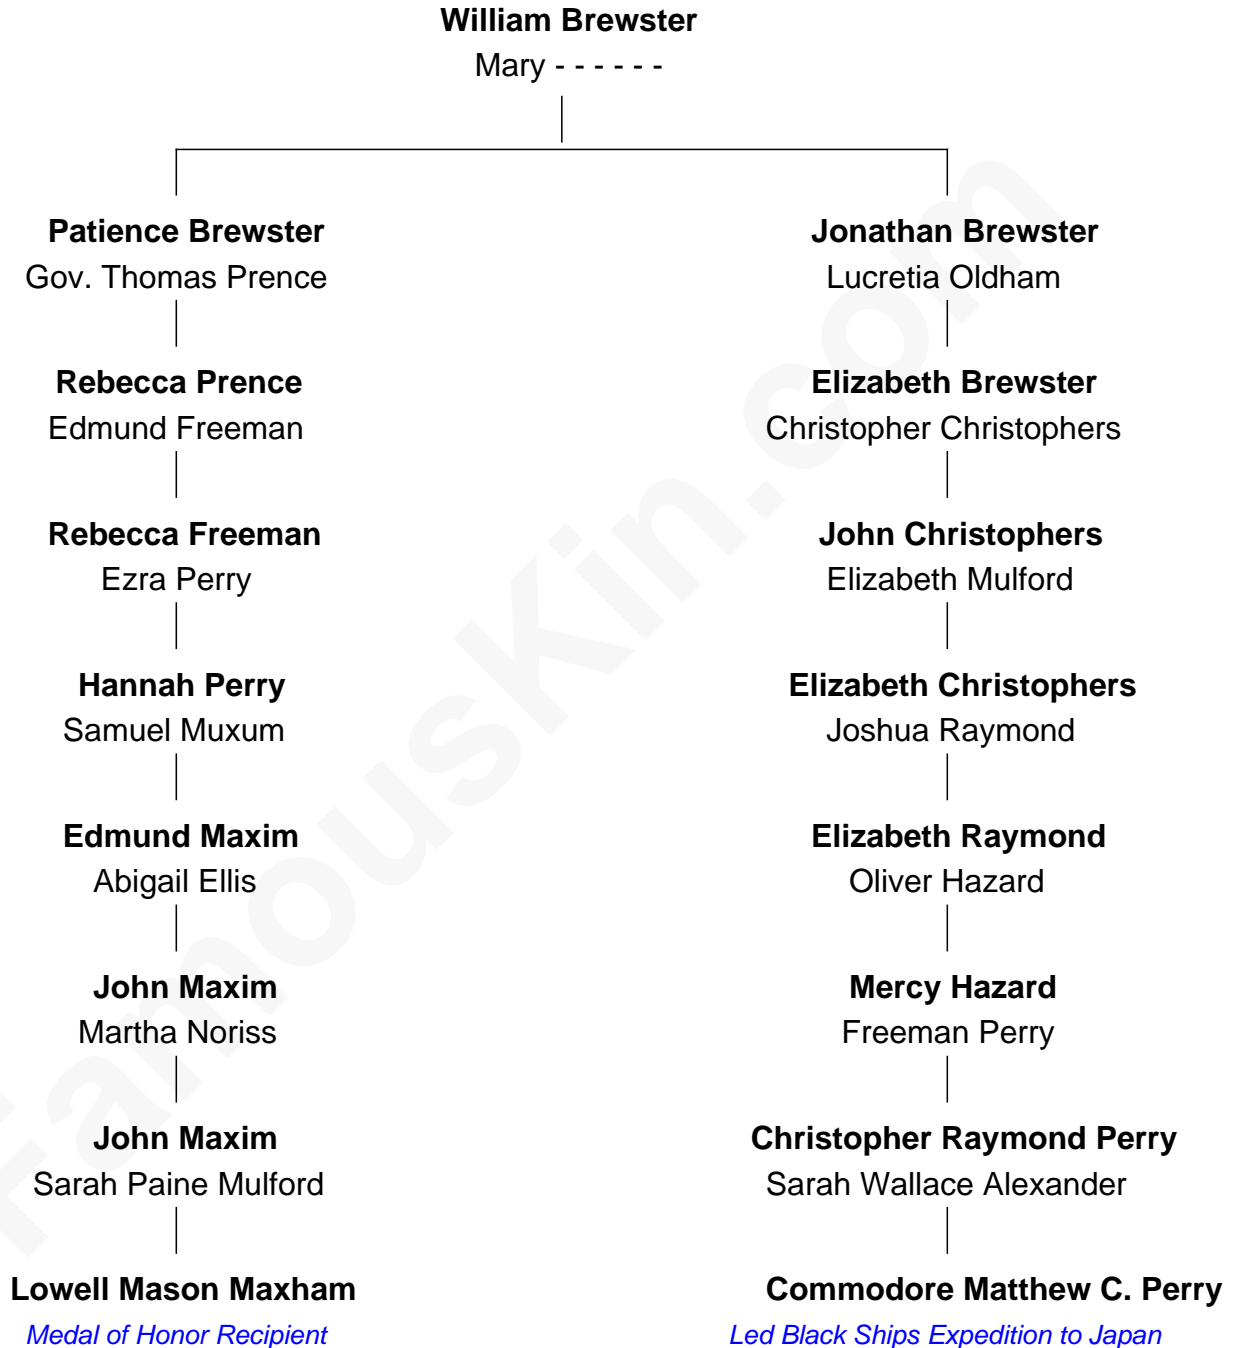 William Brewster
Mary - - - - - -
Patience Brewster
Gov. Thomas Prence
Jonathan Brewster
Lucretia Oldham
Rebecca Prence
Edmund Freeman
Elizabeth Brewster
Christopher Christophers
Rebecca Freeman
Ezra Perry
John Christophers
Elizabeth Mulford
Hannah Perry
Samuel Muxum
Elizabeth Christophers
Joshua Raymond
Edmund Maxim
Abigail Ellis
Elizabeth Raymond
Oliver Hazard
John Maxim
Martha Noriss
Mercy Hazard
Freeman Perry
John Maxim
Sarah Paine Mulford
Christopher Raymond Perry
Sarah Wallace Alexander
Lowell Mason Maxham
Medal of Honor Recipient
Commodore Matthew C. Perry
Led Black Ships Expedition to Japan
FamousKin.com